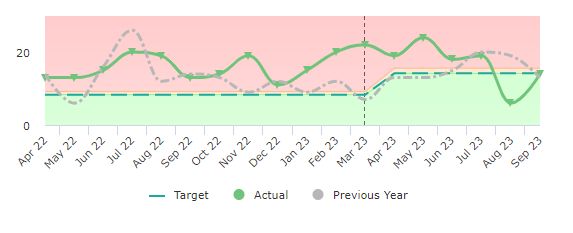 20
0
Apr 22
May 22
Jun 22
Jul 22
Aug 22
Sep 22
Oct 22
Nov 22
Dec 22
Jan 23
Feb 23
Mar 23
Apr 23
May 23
Jun 23
Jul 23
Aug 23
Sep 23
Target Actual Previous Year